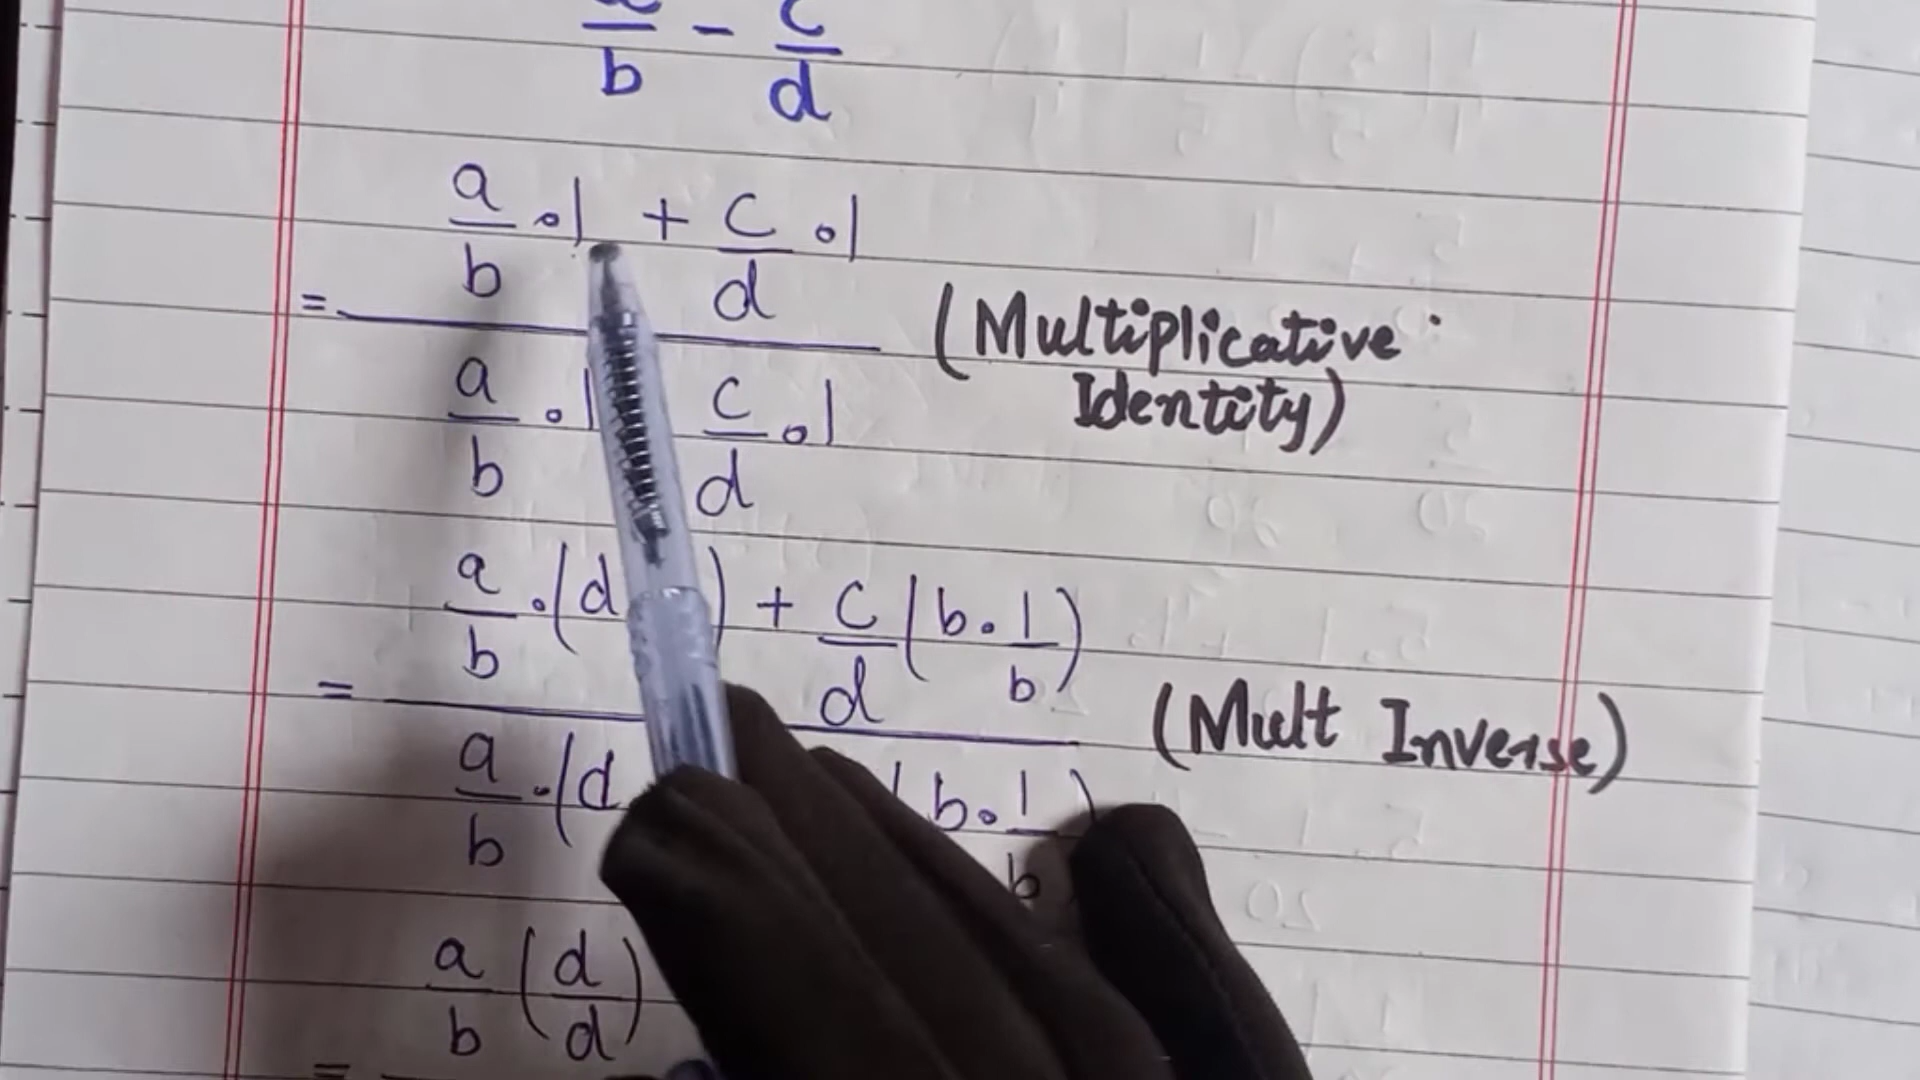 a/b - c/d
= (a/b · 1 + c/d · 1) / (a/b · 1   c/d · 1) (Multiplicative Identity)
= (a/b · (d   ) + c/d (b · 1/b)) / (a/b · (d   (b · 1/b)) (Mult Inverse)
= a/b (d/d)